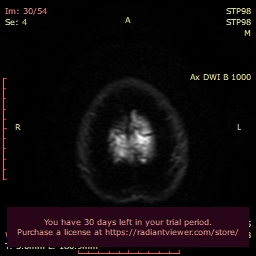 Im: 30/54
Se: 4
A
STP98
STP98
M
Ax DWI B 1000
R
L
You have 30 days left in your trial period.
Purchase a license at https://radiantviewer.com/store/